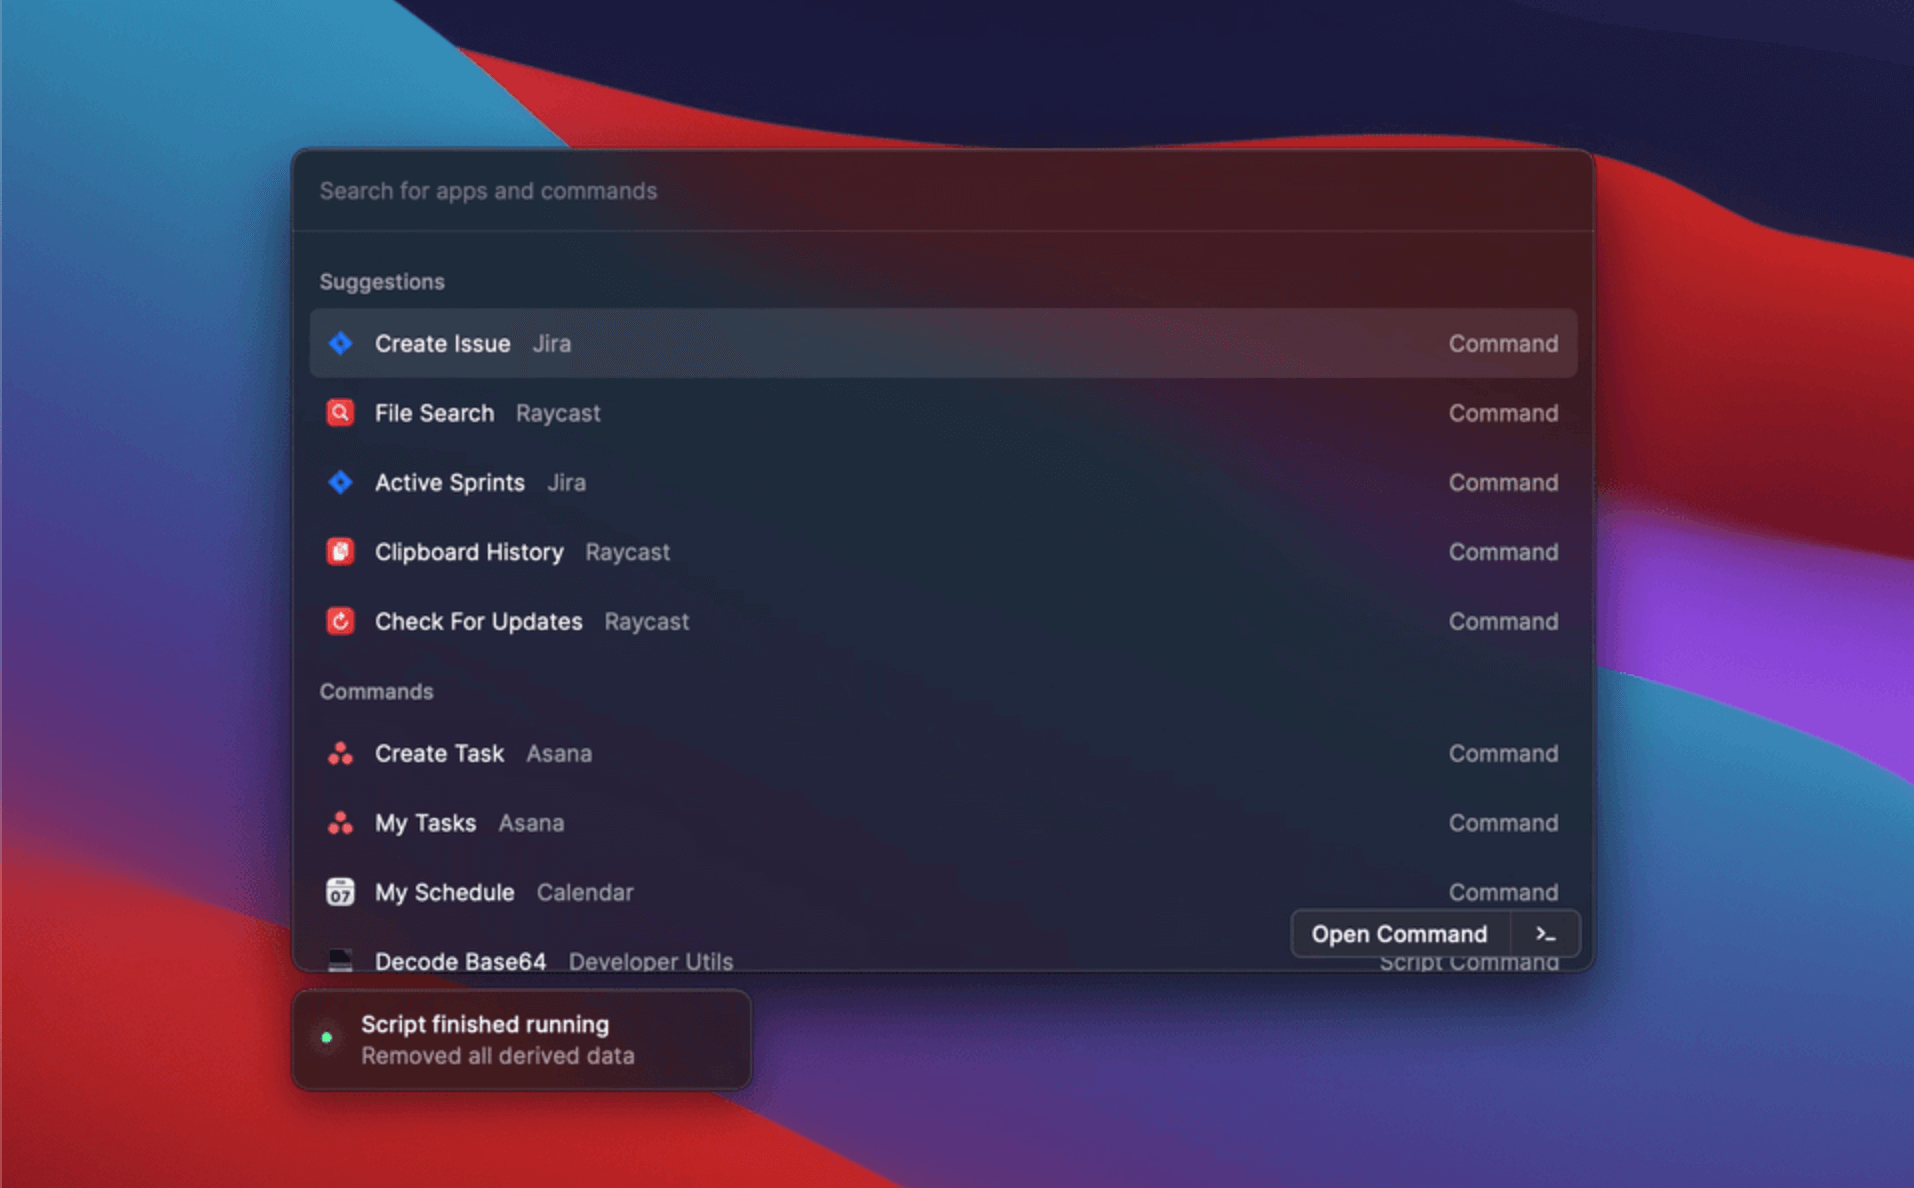 Search for apps and commands
Suggestions
Create Issue Jira Command
File Search Raycast Command
Active Sprints Jira Command
Clipboard History Raycast Command
Check For Updates Raycast Command
Commands
Create Task Asana Command
My Tasks Asana Command
07
My Schedule Calendar Command
Open Command >_
Decode Base64 Developer Utils Script Command
Script finished running
Removed all derived data